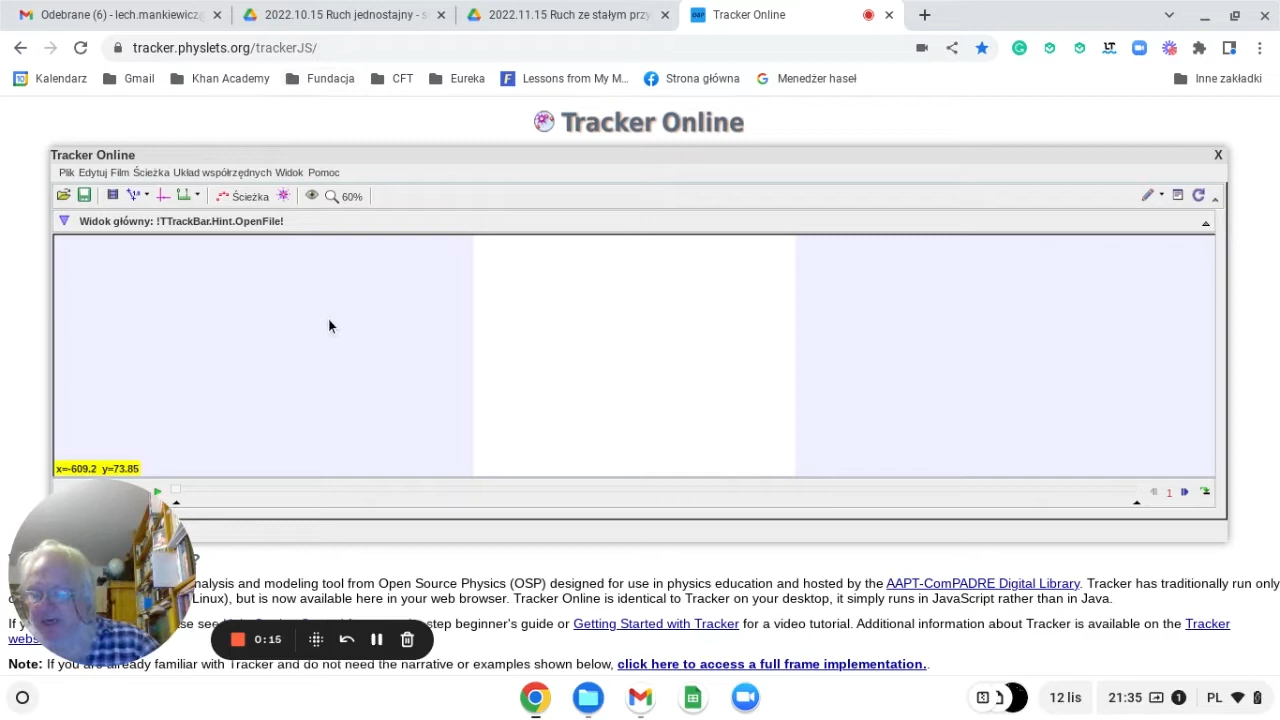 Odebrane (6) - lech.mankiewicz
2022.10.15 Ruch jednostajny - s
2022.11.15 Ruch ze stałym przy
Tracker Online
tracker.physlets.org/trackerJS/
Kalendarz
Gmail
Khan Academy
Fundacja
CFT
Eureka
Lessons from My M...
Strona główna
Menedżer haseł
Inne zakładki
Tracker Online
Tracker Online
X
Plik Edytuj Film Ścieżka Układ współrzędnych Widok Pomoc
Ścieżka
60%
Widok główny: !TTrackBar.Hint.OpenFile!
x=-609.2 y=73.85
1
?
nalysis and modeling tool from Open Source Physics (OSP) designed for use in physics education and hosted by the AAPT-ComPADRE Digital Library. Tracker has traditionally run only
Linux), but is now available here in your web browser. Tracker Online is identical to Tracker on your desktop, it simply runs in JavaScript rather than in Java.
step beginner's guide or Getting Started with Tracker for a video tutorial. Additional information about Tracker is available on the Tracker
0:15
Note: If you are already familiar with Tracker and do not need the narrative or examples shown below, click here to access a full frame implementation..
12 lis
21:35
1
PL